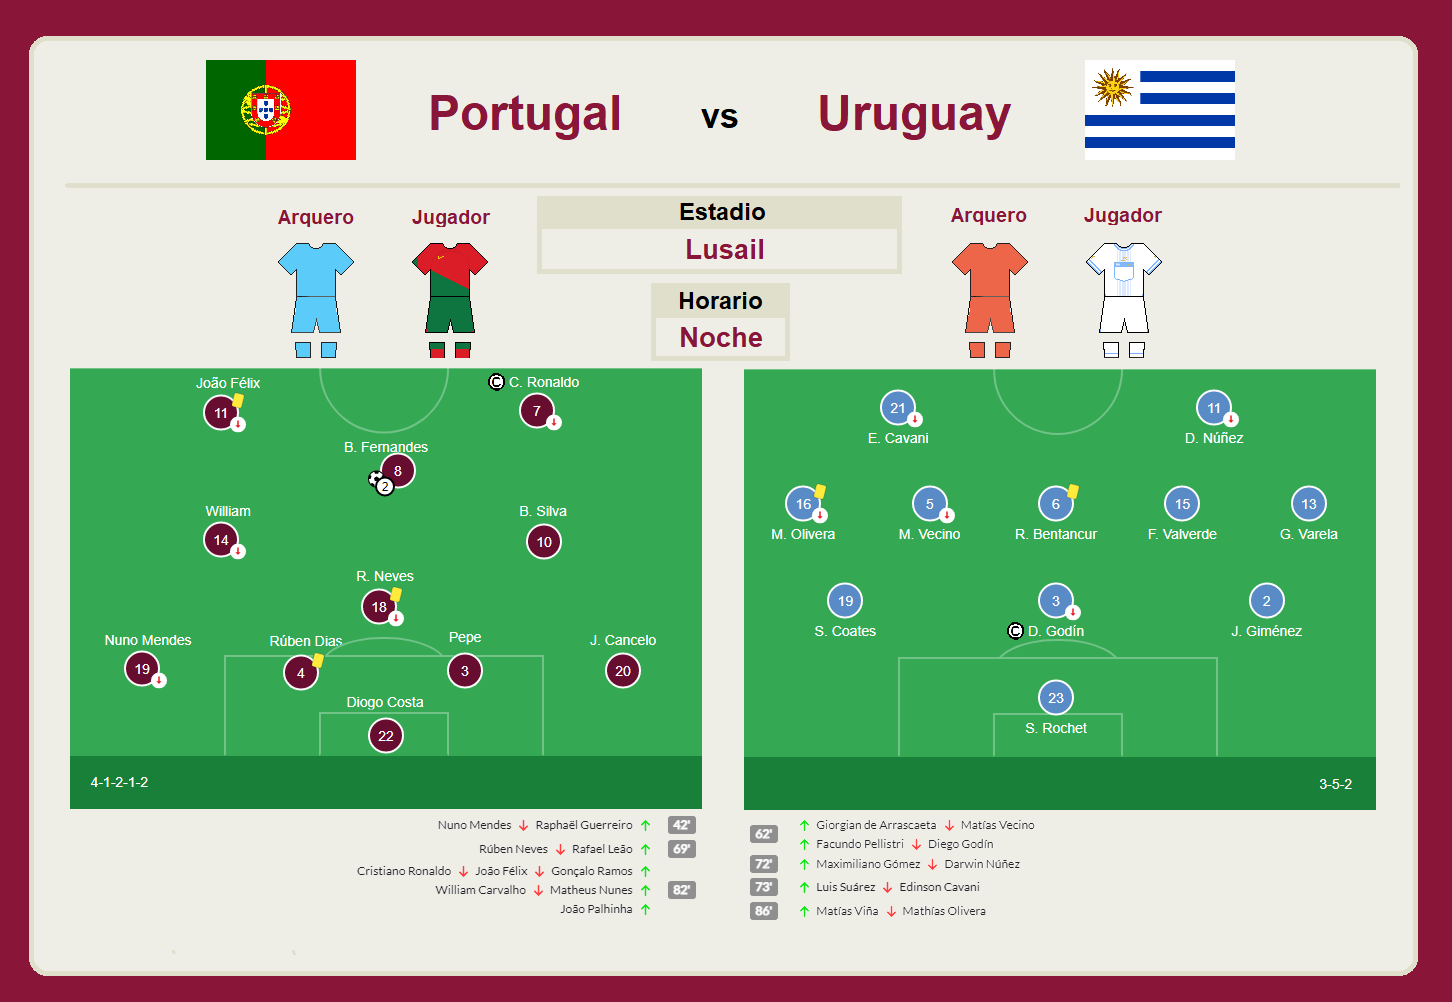 Portugal vs Uruguay
Arquero Jugador
Estadio
Lusail
Horario
Noche
Arquero Jugador
João Félix
11
C
C. Ronaldo
7
B. Fernandes
8
2
William
14
B. Silva
10
R. Neves
18
Nuno Mendes
19
Rúben Dias
4
Pepe
3
J. Cancelo
20
Diogo Costa
22
4-1-2-1-2
21
E. Cavani
11
D. Núñez
16
M. Olivera
5
M. Vecino
6
R. Bentancur
15
F. Valverde
13
G. Varela
19
S. Coates
3
C
D. Godín
2
J. Giménez
23
S. Rochet
3-5-2
Nuno Mendes ↓ Raphaël Guerreiro ↑ 42'
Rúben Neves ↓ Rafael Leão ↑ 69'
Cristiano Ronaldo ↓ João Félix ↓ Gonçalo Ramos ↑
William Carvalho ↓ Matheus Nunes ↑ 82'
João Palhinha ↑
62' ↑ Giorgian de Arrascaeta ↓ Matías Vecino
↑ Facundo Pellistri ↓ Diego Godín
72' ↑ Maximiliano Gómez ↓ Darwin Núñez
73' ↑ Luis Suárez ↓ Edinson Cavani
86' ↑ Matías Viña ↓ Mathías Olivera